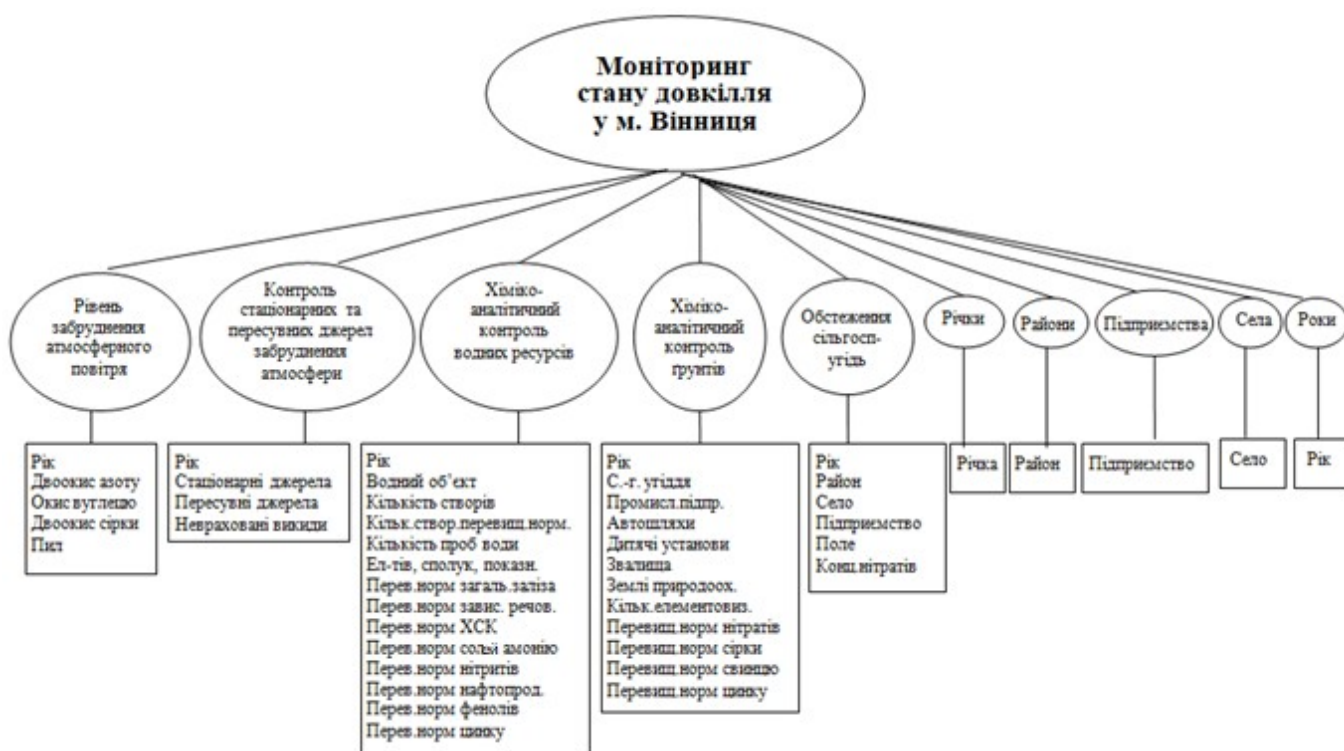 Моніторинг
стану довкілля
у м. Вінниця
Рівень
забруднення
атмосферного
повітря
Контроль
стаціонарних та
пересувних джерел
забруднення
атмосфери
Хіміко-
аналітичний
контроль
водних ресурсів
Хіміко-
аналітичний
контроль
ґрунтів
Обстеження
сільгосп-
угідь
Річки
Райони
Підприємства
Села
Роки
Рік
Двоокис азоту
Окис вуглецю
Двоокис сірки
Пил
Рік
Стаціонарні джерела
Пересувні джерела
Невраховані викиди
Рік
Водний об’єкт
Кількість створів
Кільк.створ.перевищ.норм.
Кількість проб води
Ел-тів, сполук, показн.
Перев.норм загаль.заліза
Перев.норм завис. речов.
Перев.норм ХСК
Перев.норм солей амонію
Перев.норм нітритів
Перев.норм нафтопрод.
Перев.норм фенолів
Перев.норм цинку
Рік
С.-г. угіддя
Промисл.підпр.
Автошляхи
Дитячі установи
Звалища
Землі природоох.
Кільк.елементовиз.
Перевищ.норм нітратів
Перевищ.норм сірки
Перевищ.норм свинцю
Перевищ.норм цинку
Рік
Район
Село
Підприємство
Поле
Конц.нітратів
Річка
Район
Підприємство
Село
Рік